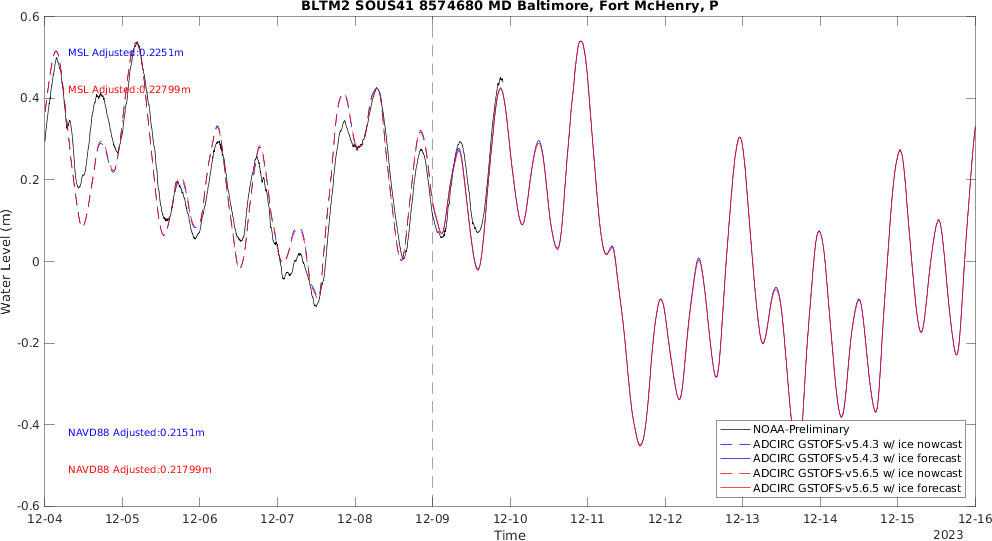 BLTM2 SOUS41 8574680 MD Baltimore, Fort McHenry, P
0.6
0.4
0.2
0
-0.2
-0.4
-0.6
Water Level (m)
MSL Adjusted:0.2251m
MSL Adjusted:0.22799m
NAVD88 Adjusted:0.2151m
NAVD88 Adjusted:0.21799m
NOAA-Preliminary
ADCIRC GSTOFS-v5.4.3 w/ ice nowcast
ADCIRC GSTOFS-v5.4.3 w/ ice forecast
ADCIRC GSTOFS-v5.6.5 w/ ice nowcast
ADCIRC GSTOFS-v5.6.5 w/ ice forecast
12-04 12-05 12-06 12-07 12-08 12-09 12-10 12-11 12-12 12-13 12-14 12-15 12-16
Time
2023